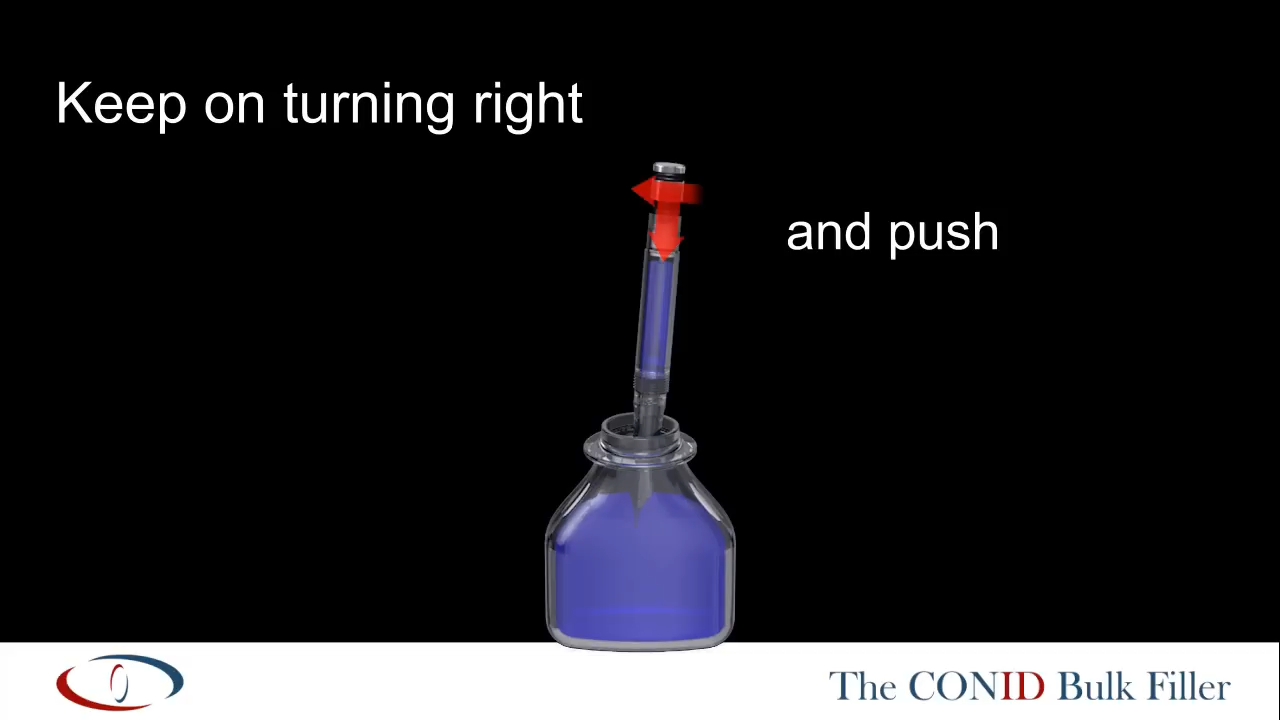 Keep on turning right
and push
The CONID Bulk Filler